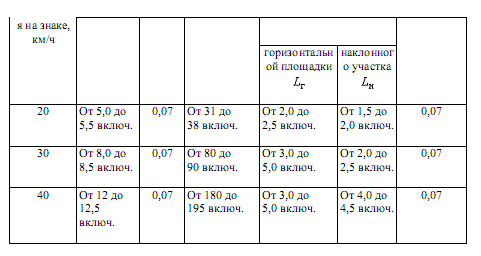 я на знаке,
км/ч
горизонтальн
ой площадки
Lг
наклонног
о участка
Lн
20
От 5,0 до
5,5 включ.
0,07
От 31 до
38 включ.
От 2,0 до
2,5 включ.
От 1,5 до
2,0 включ.
0,07
30
От 8,0 до
8,5 включ.
0,07
От 80 до
90 включ.
От 3,0 до
5,0 включ.
От 2,0 до
2,5 включ.
0,07
40
От 12 до
12,5
включ.
0,07
От 180 до
195 включ.
От 3,0 до
5,0 включ.
От 4,0 до
4,5 включ.
0,07